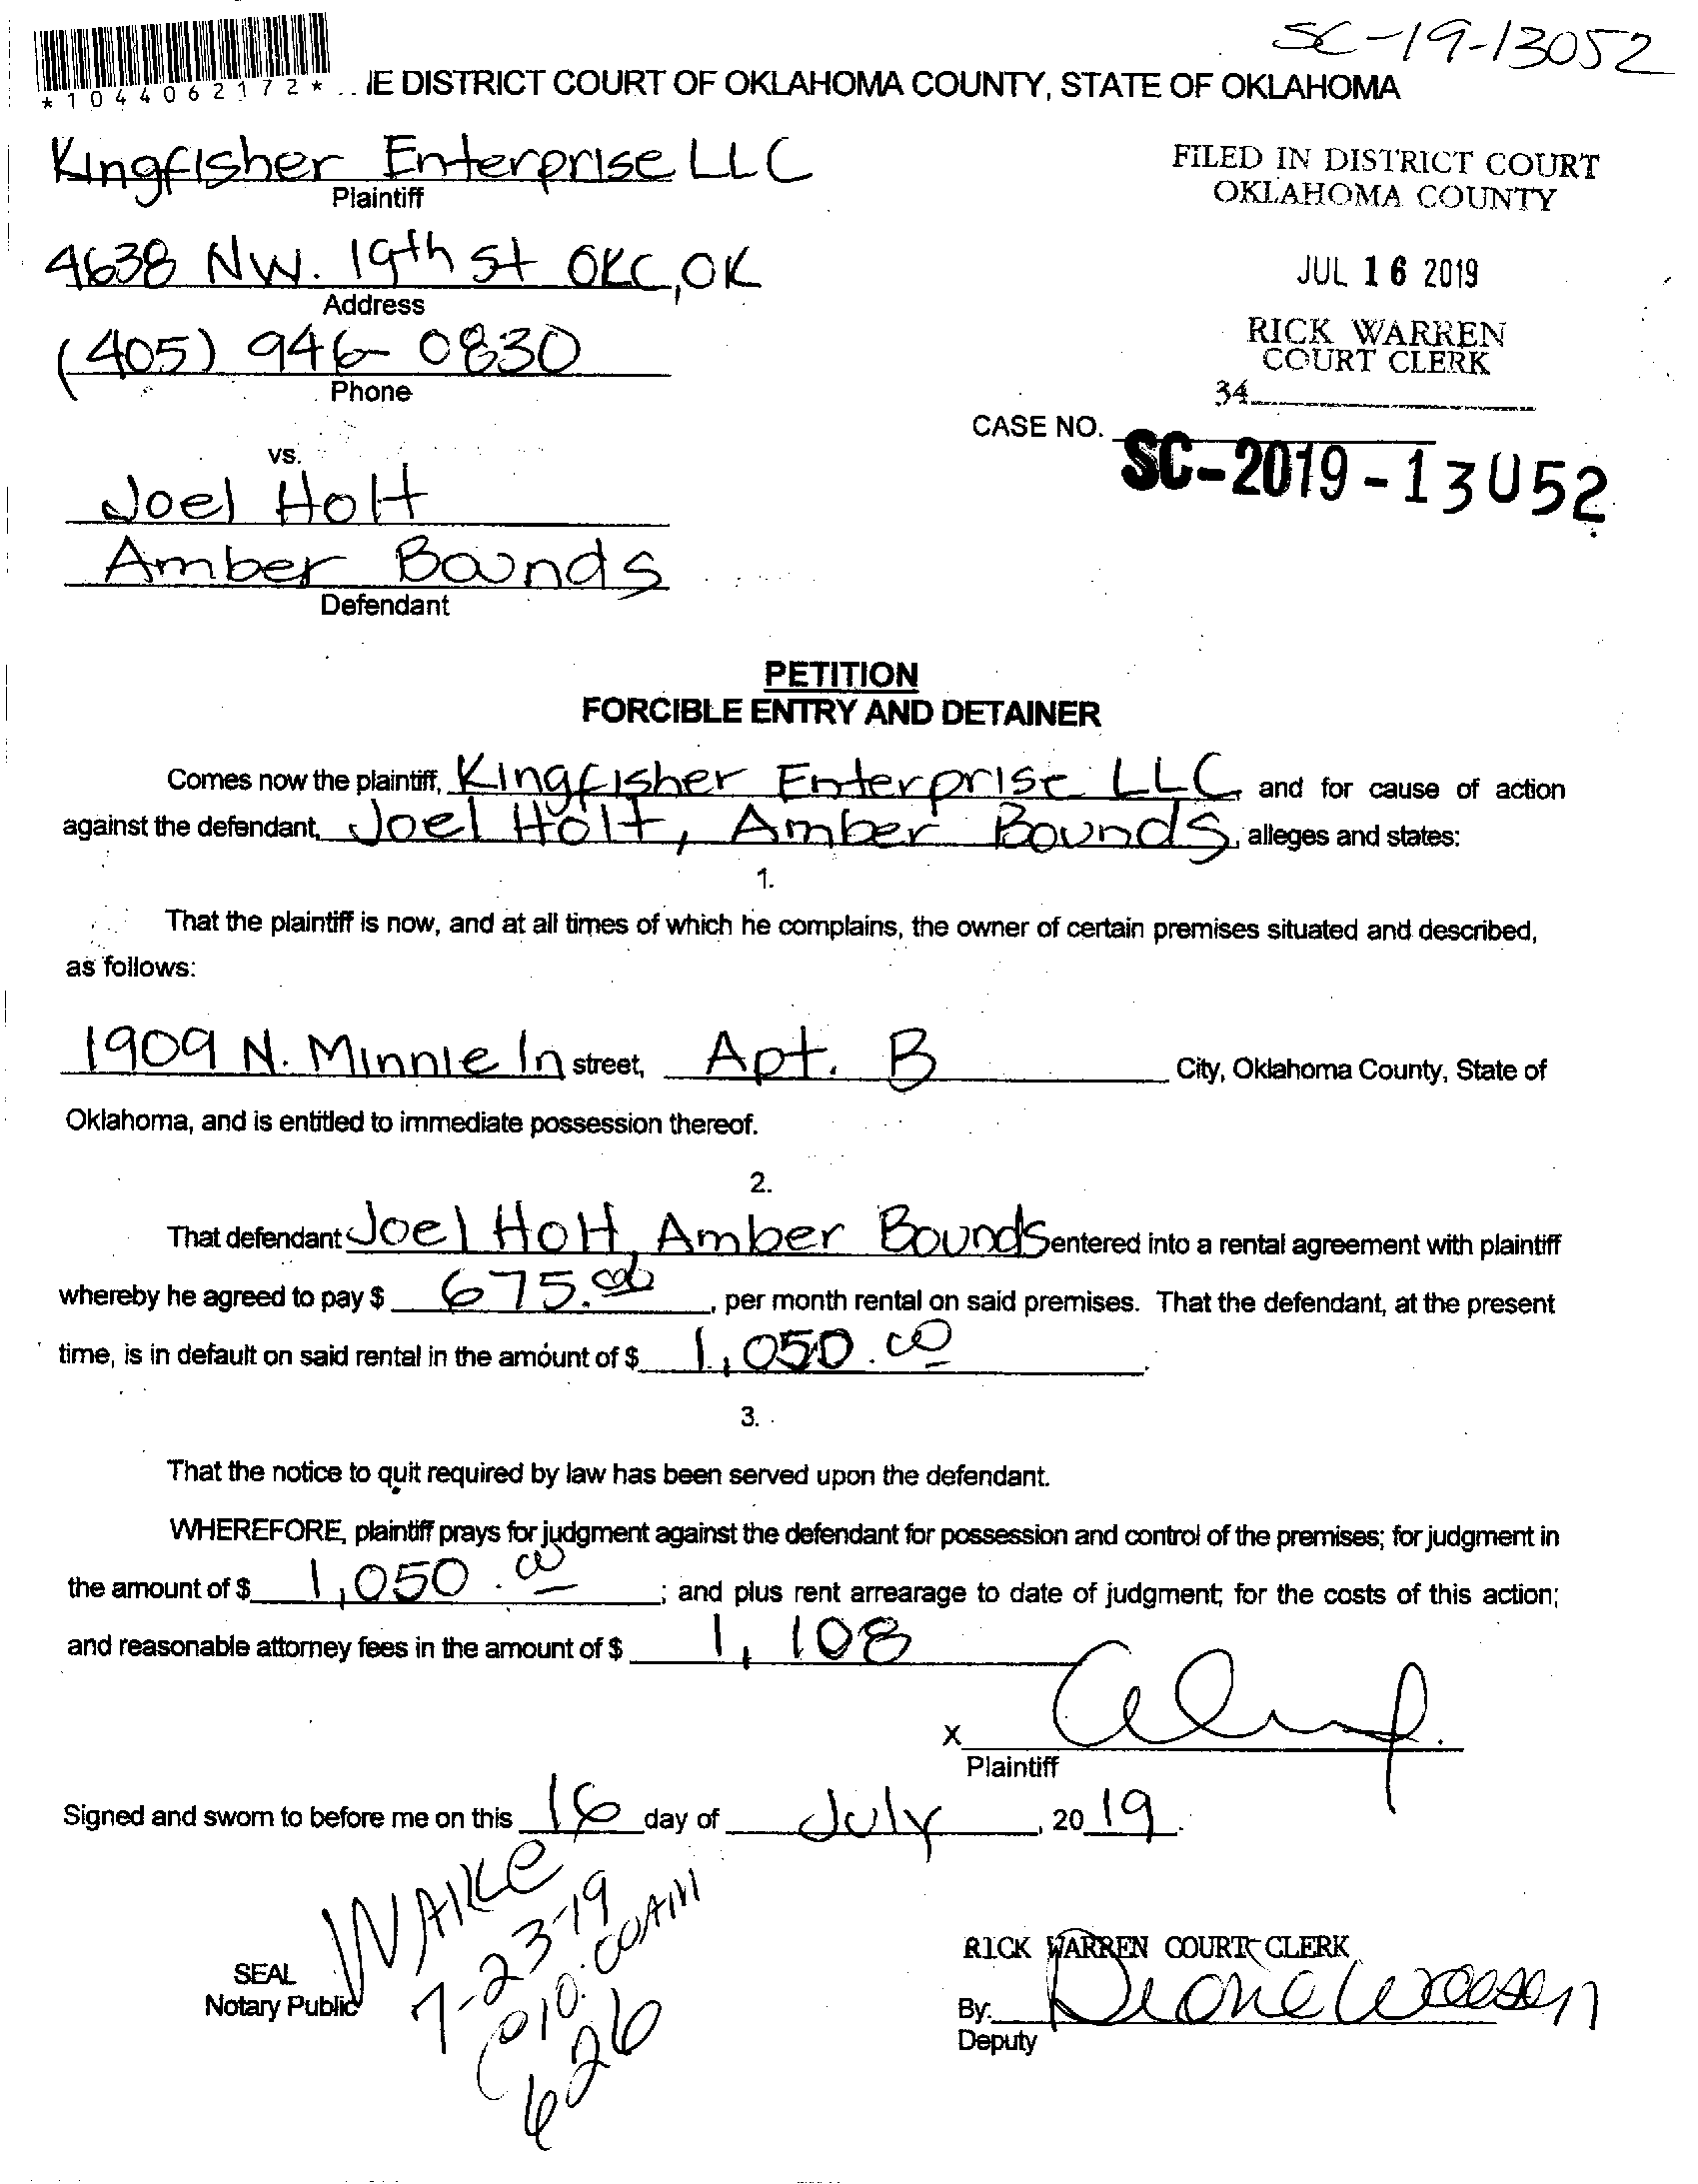 SC-19-13052
*1044062172*
IE DISTRICT COURT OF OKLAHOMA COUNTY, STATE OF OKLAHOMA
Kingfisher Enterprise LLC
Plaintiff
FILED IN DISTRICT COURT
OKLAHOMA COUNTY
4638 NW. 19th St OKC, OK
Address
JUL 16 2019
(405) 946-0830
Phone
RICK WARREN
COURT CLERK
34
CASE NO.
SC-2019-13052
vs.
Joel Holt
Amber Bounds
Defendant
PETITION
FORCIBLE ENTRY AND DETAINER
Comes now the plaintiff, Kingfisher Enterprise LLC, and for cause of action
against the defendant, Joel Holt, Amber Bounds, alleges and states:
1.
That the plaintiff is now, and at all times of which he complains, the owner of certain premises situated and described,
as follows:
1909 N. Minnie ln street, Apt. B City, Oklahoma County, State of
Oklahoma, and is entitled to immediate possession thereof.
2.
That defendant Joel Holt, Amber Bounds entered into a rental agreement with plaintiff
whereby he agreed to pay $ 675.00, per month rental on said premises. That the defendant, at the present
time, is in default on said rental in the amount of $ 1,050.00.
3.
That the notice to quit required by law has been served upon the defendant.
WHEREFORE, plaintiff prays for judgment against the defendant for possession and control of the premises; for judgment in
the amount of $ 1,050.00; and plus rent arrearage to date of judgment; for the costs of this action;
and reasonable attorney fees in the amount of $ 1,108
X
Plaintiff
Signed and sworn to before me on this 16 day of July, 2019.
WAKE
7-23-19
@10:00AM
626
SEAL
Notary Public
RICK WARREN COURT CLERK
By:
Deputy